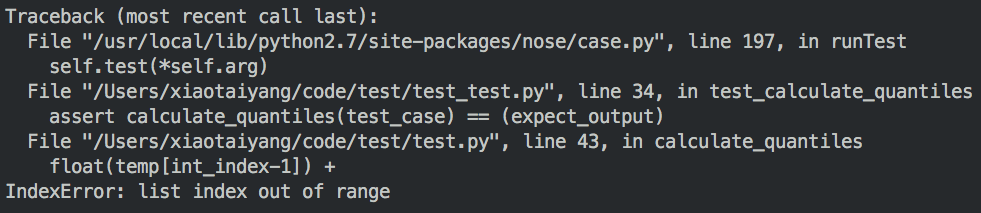 Traceback (most recent call last):
  File "/usr/local/lib/python2.7/site-packages/nose/case.py", line 197, in runTest
    self.test(*self.arg)
  File "/Users/xiaotaiyang/code/test/test_test.py", line 34, in test_calculate_quantiles
    assert calculate_quantiles(test_case) == (expect_output)
  File "/Users/xiaotaiyang/code/test/test.py", line 43, in calculate_quantiles
    float(temp[int_index-1]) +
IndexError: list index out of range